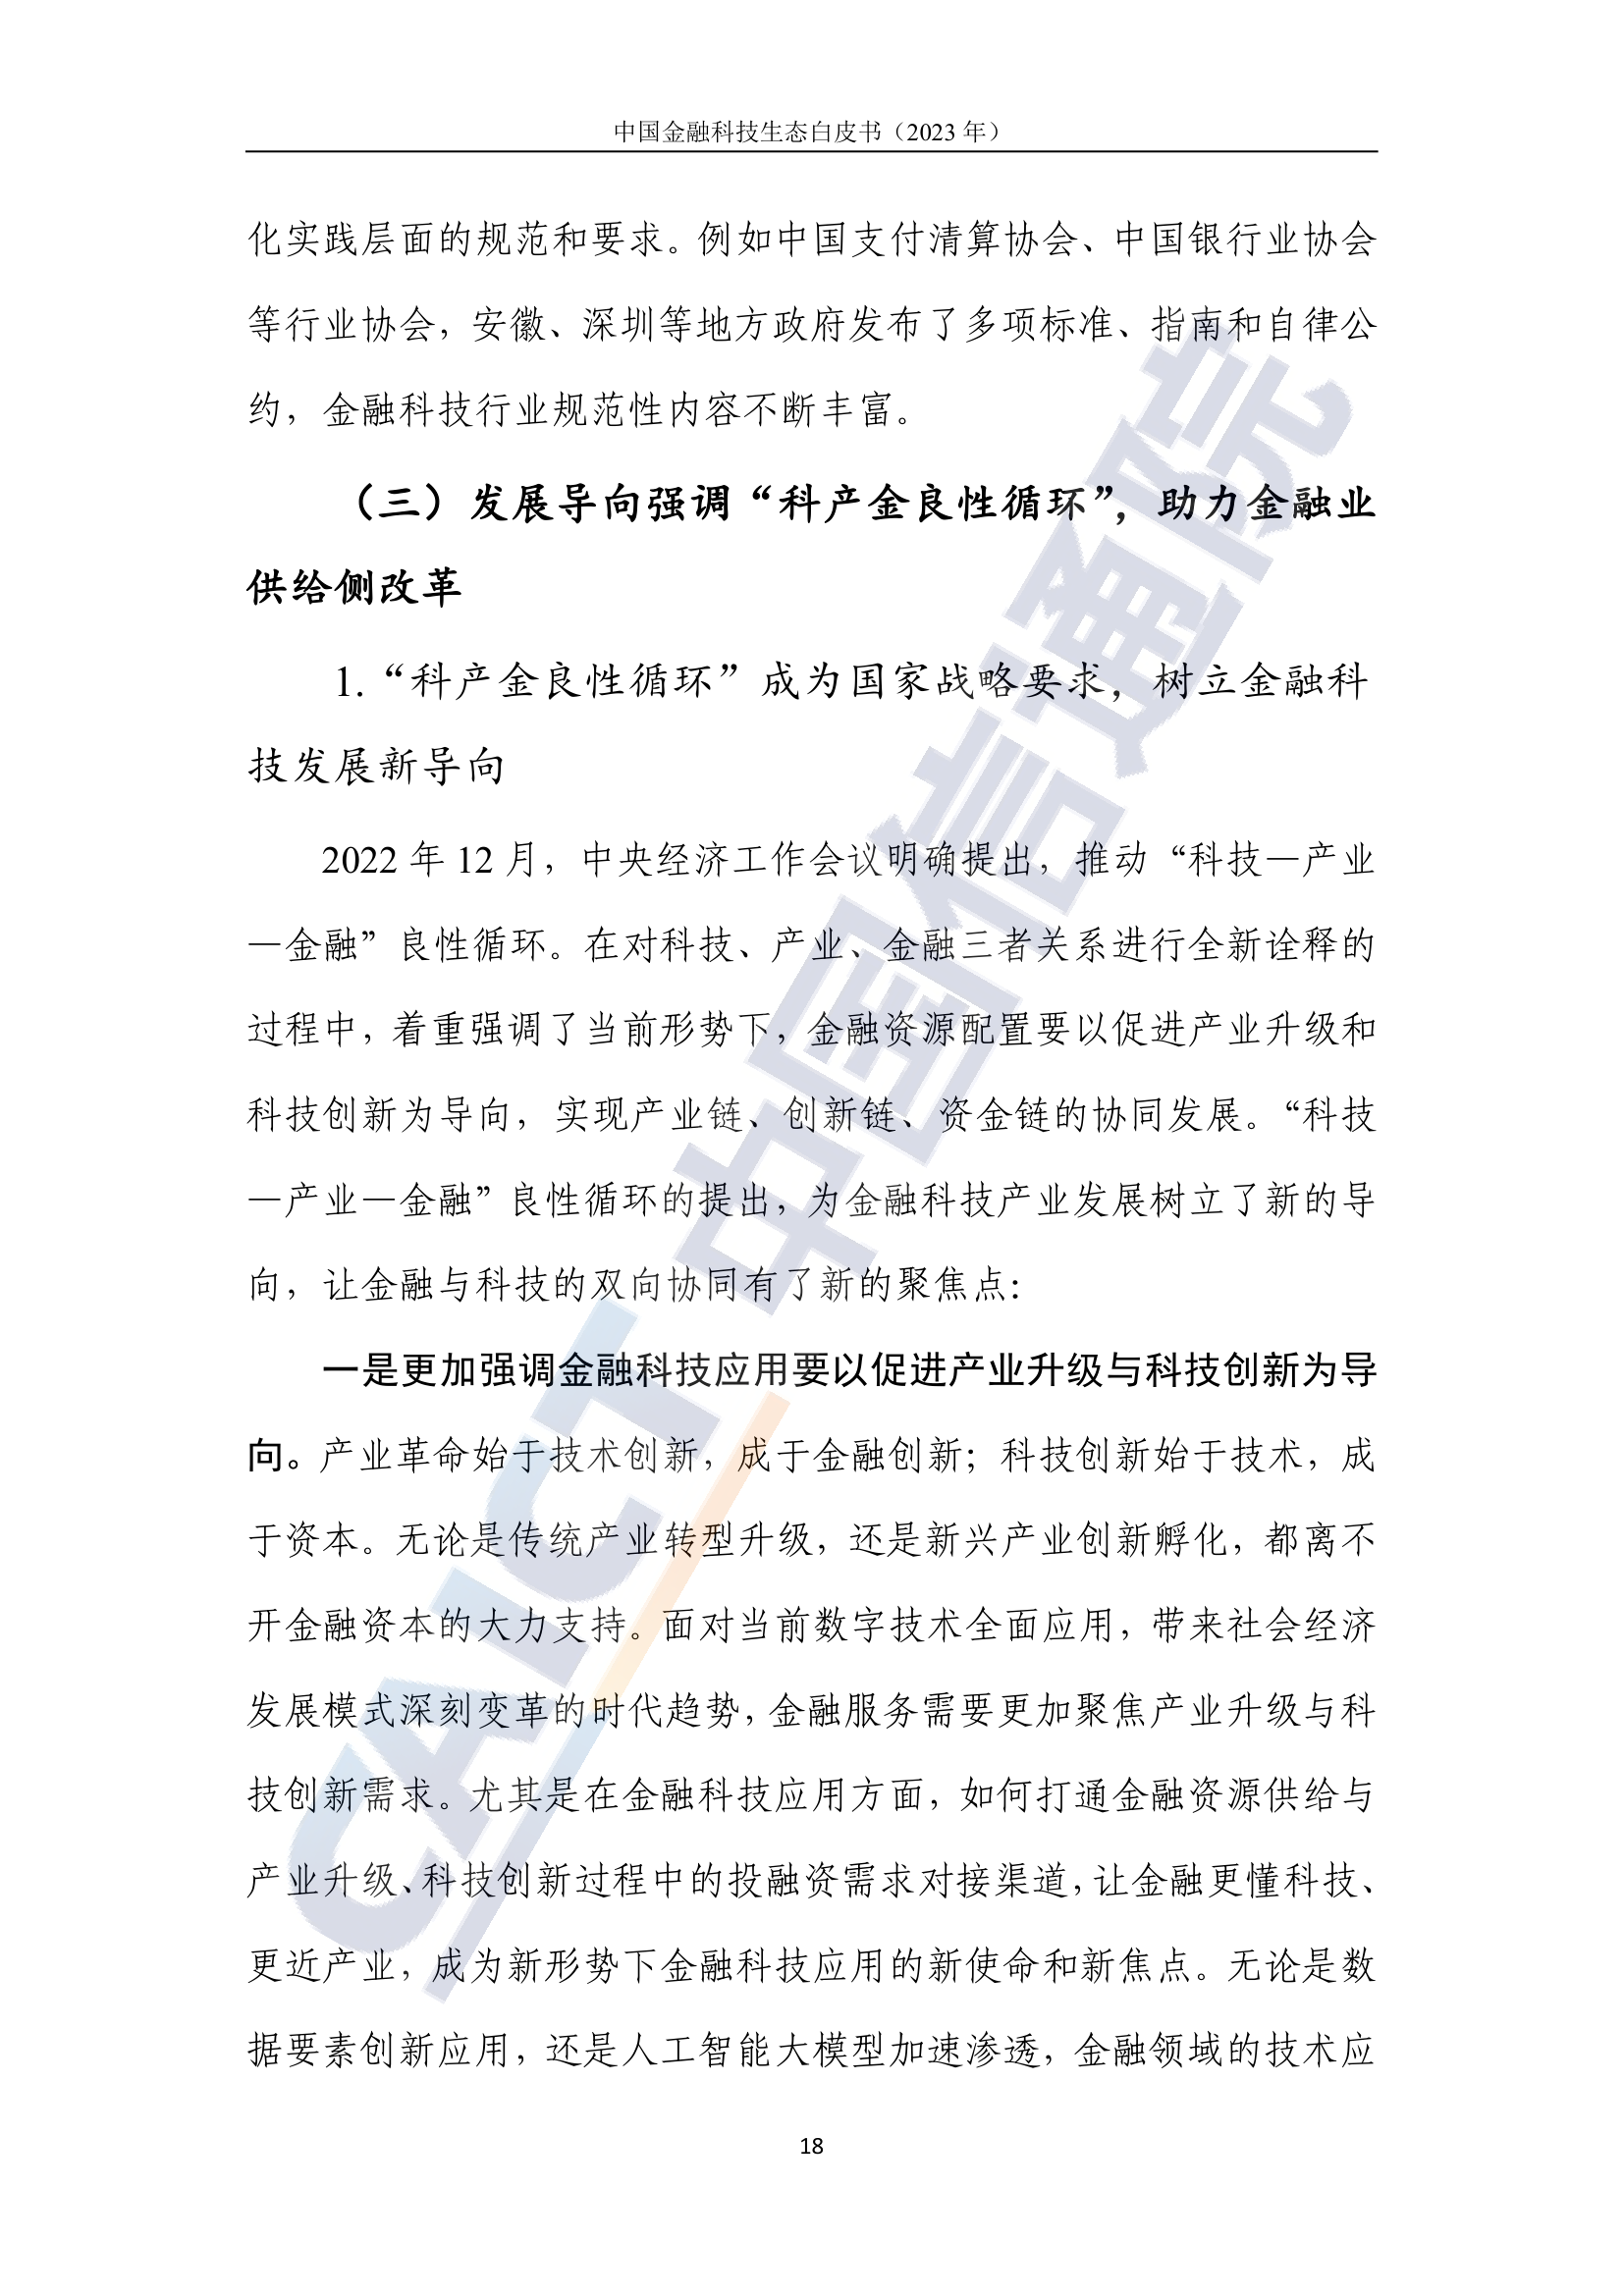 中国金融科技生态白皮书（2023 年）
化实践层面的规范和要求。例如中国支付清算协会、中国银行业协会
等行业协会，安徽、深圳等地方政府发布了多项标准、指南和自律公
约，金融科技行业规范性内容不断丰富。
（三）发展导向强调“科产金良性循环”，助力金融业
供给侧改革
1.“科产金良性循环”成为国家战略要求，树立金融科
技发展新导向
2022 年 12 月，中央经济工作会议明确提出，推动“科技—产业
—金融”良性循环。在对科技、产业、金融三者关系进行全新诠释的
过程中，着重强调了当前形势下，金融资源配置要以促进产业升级和
科技创新为导向，实现产业链、创新链、资金链的协同发展。“科技
—产业—金融”良性循环的提出，为金融科技产业发展树立了新的导
向，让金融与科技的双向协同有了新的聚焦点：
一是更加强调金融科技应用要以促进产业升级与科技创新为导
向。产业革命始于技术创新，成于金融创新；科技创新始于技术，成
于资本。无论是传统产业转型升级，还是新兴产业创新孵化，都离不
开金融资本的大力支持。面对当前数字技术全面应用，带来社会经济
发展模式深刻变革的时代趋势，金融服务需要更加聚焦产业升级与科
技创新需求。尤其是在金融科技应用方面，如何打通金融资源供给与
产业升级、科技创新过程中的投融资需求对接渠道，让金融更懂科技、
更近产业，成为新形势下金融科技应用的新使命和新焦点。无论是数
据要素创新应用，还是人工智能大模型加速渗透，金融领域的技术应
18
CAICT 中国信通院